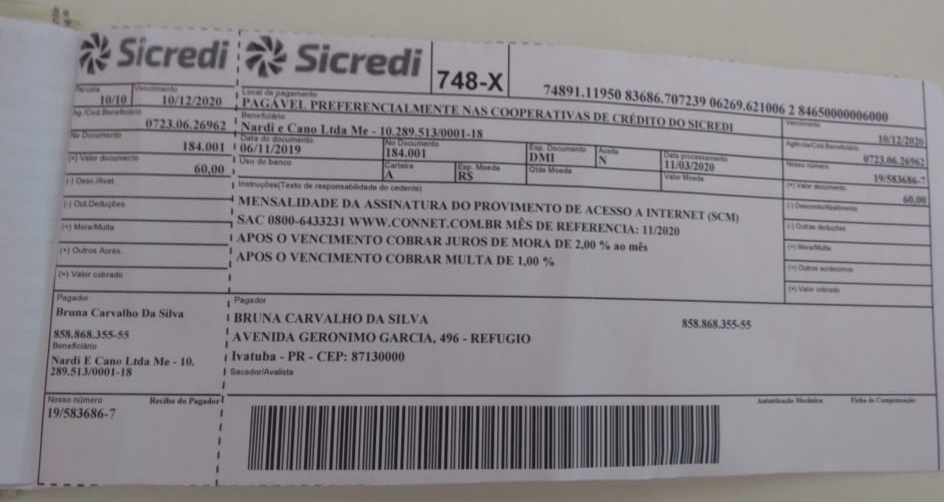 Sicredi
Parcela Vencimento
10/10 10/12/2020
Ag./Cód.Beneficiário
0723.06.26962
No Documento
184.001
(=) Valor documento
60,00
(-) Desc./Abat.
(-) Out.Deduções
(+) Mora/Multa
(+) Outros Acrés.
(=) Valor cobrado
Pagador
Bruna Carvalho Da Silva
858.868.355-55
Beneficiário
Nardi E Cano Ltda Me - 10.
289.513/0001-18
Nosso número Recibo do Pagador
19/583686-7
Sicredi 748-X 74891.11950 83686.707239 06269.621006 2 84650000006000
Local de pagamento Vencimento
PAGÁVEL PREFERENCIALMENTE NAS COOPERATIVAS DE CRÉDITO DO SICREDI 10/12/2020
Beneficiário Agência/Cód.Beneficiário
Nardi e Cano Ltda Me - 10.289.513/0001-18 0723.06.26962
Data do documento No Documento Esp. Documento Aceite Data processamento Nosso número
06/11/2019 184.001 DMI N 11/03/2020 19/583686-7
Uso do banco Carteira Esp. Moeda Qtde Moeda Valor Moeda (=) Valor documento
A R$ 60,00
Instruções(Texto de responsabilidade do cedente) (-) Desconto/Abatimento
MENSALIDADE DA ASSINATURA DO PROVIMENTO DE ACESSO A INTERNET (SCM)
SAC 0800-6433231 WWW.CONNET.COM.BR MÊS DE REFERENCIA: 11/2020
(-) Outras deduções
APOS O VENCIMENTO COBRAR JUROS DE MORA DE 2,00 % ao mês
(+) Mora/Multa
APOS O VENCIMENTO COBRAR MULTA DE 1,00 %
(+) Outros acréscimos
(=) Valor cobrado
Pagador
BRUNA CARVALHO DA SILVA 858.868.355-55
AVENIDA GERONIMO GARCIA, 496 - REFUGIO
Ivatuba - PR - CEP: 87130000
Sacador/Avalista
Autenticação Mecânica Ficha de Compensação